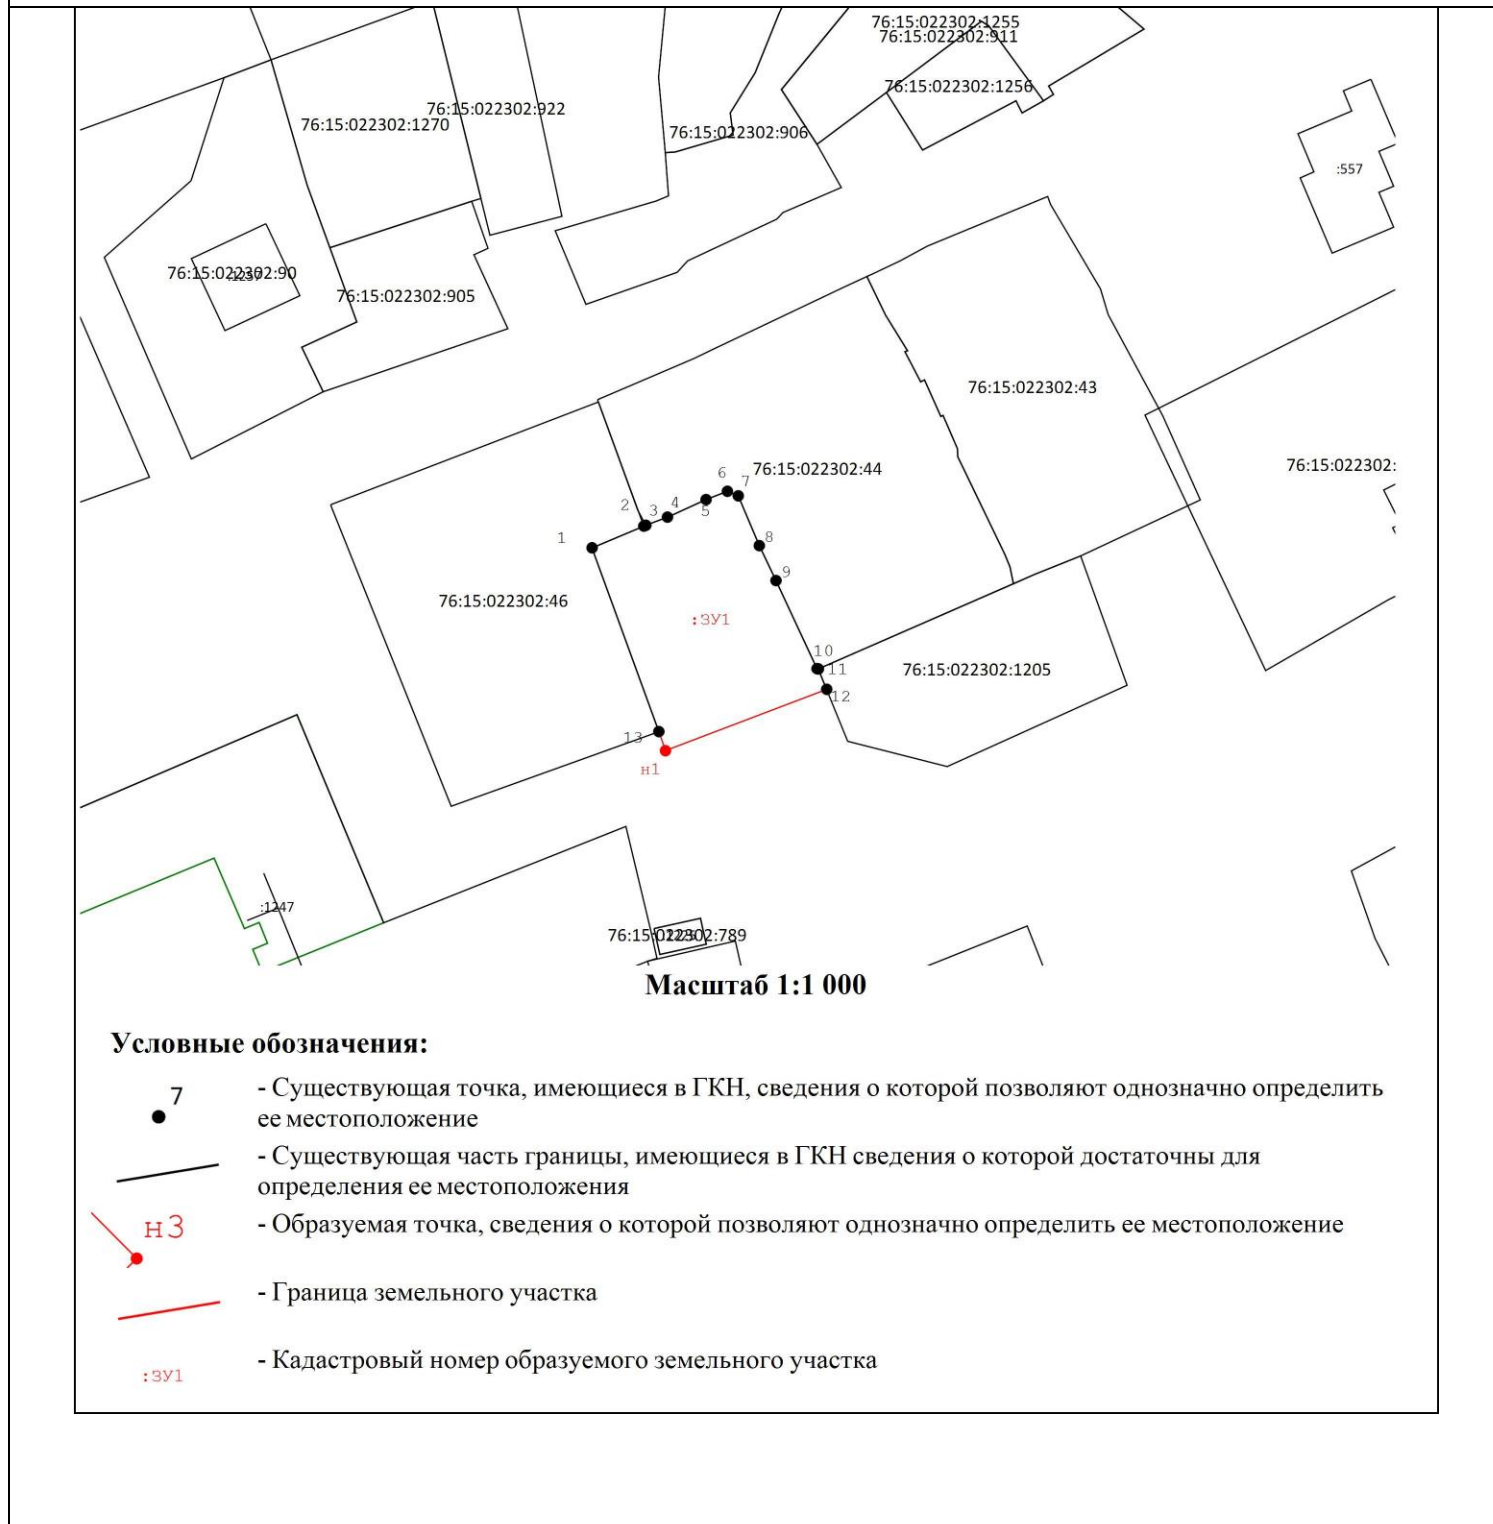 76:15:022302:1255
76:15:022302:911
76:15:022302:1256
76:15:022302:922
76:15:022302:1270
76:15:022302:906
:557
76:15:022302:90
76:15:022302:905
76:15:022302:43
76:15:022302:44
76:15:022302:
6
7
2
3
4
5
1
8
9
76:15:022302:46
:ЗУ1
10
11
76:15:022302:1205
12
13
н1
:1247
76:15:022302:789
Масштаб 1:1 000
Условные обозначения:
7
- Существующая точка, имеющиеся в ГКН, сведения о которой позволяют однозначно определить
ее местоположение
- Существующая часть границы, имеющиеся в ГКН сведения о которой достаточны для
определения ее местоположения
н3
- Образуемая точка, сведения о которой позволяют однозначно определить ее местоположение
- Граница земельного участка
:ЗУ1
- Кадастровый номер образуемого земельного участка